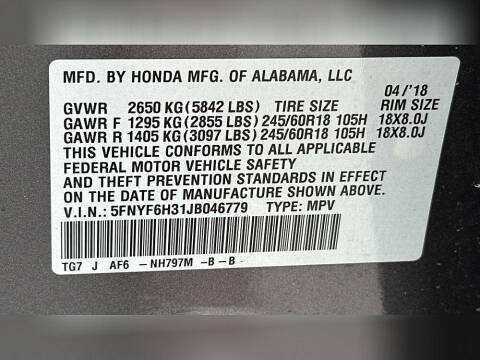 MFD. BY HONDA MFG. OF ALABAMA, LLC 04/'18
GVWR 2650 KG (5842 LBS) TIRE SIZE RIM SIZE
GAWR F 1295 KG (2855 LBS) 245/60R18 105H 18X8.0J
GAWR R 1405 KG (3097 LBS) 245/60R18 105H 18X8.0J
THIS VEHICLE CONFORMS TO ALL APPLICABLE
FEDERAL MOTOR VEHICLE SAFETY
AND THEFT PREVENTION STANDARDS IN EFFECT
ON THE DATE OF MANUFACTURE SHOWN ABOVE.
V.I.N.: 5FNYF6H31JB046779 TYPE: MPV
TG7 J AF6 -NH797M -B-B